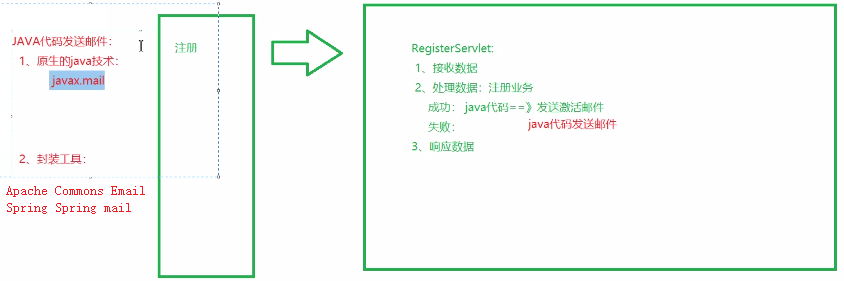 JAVA代码发送邮件：
1、原生的java技术：
javax.mail
2、封装工具：
Apache Commons Email
Spring Spring mail
注册
RegisterServlet:
1、接收数据
2、处理数据：注册业务
成功： java代码==》发送激活邮件
失败：
java代码发送邮件
3、响应数据